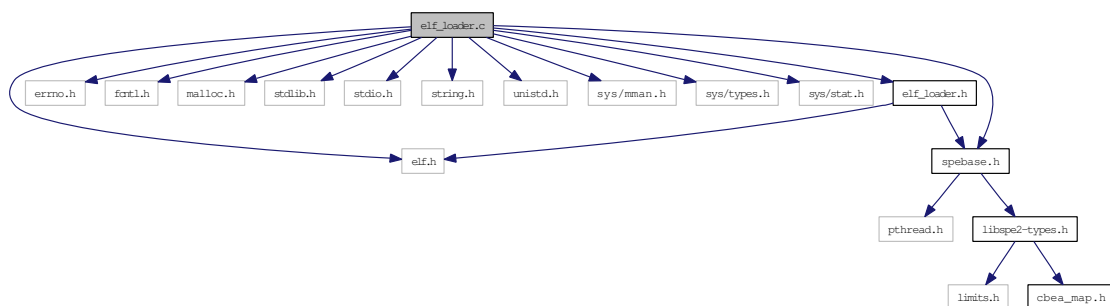 elf_loader.c
errno.h
fcntl.h
malloc.h
stdlib.h
stdio.h
string.h
unistd.h
sys/mman.h
sys/types.h
sys/stat.h
elf_loader.h
elf.h
spebase.h
pthread.h
libspe2-types.h
limits.h
cbea_map.h